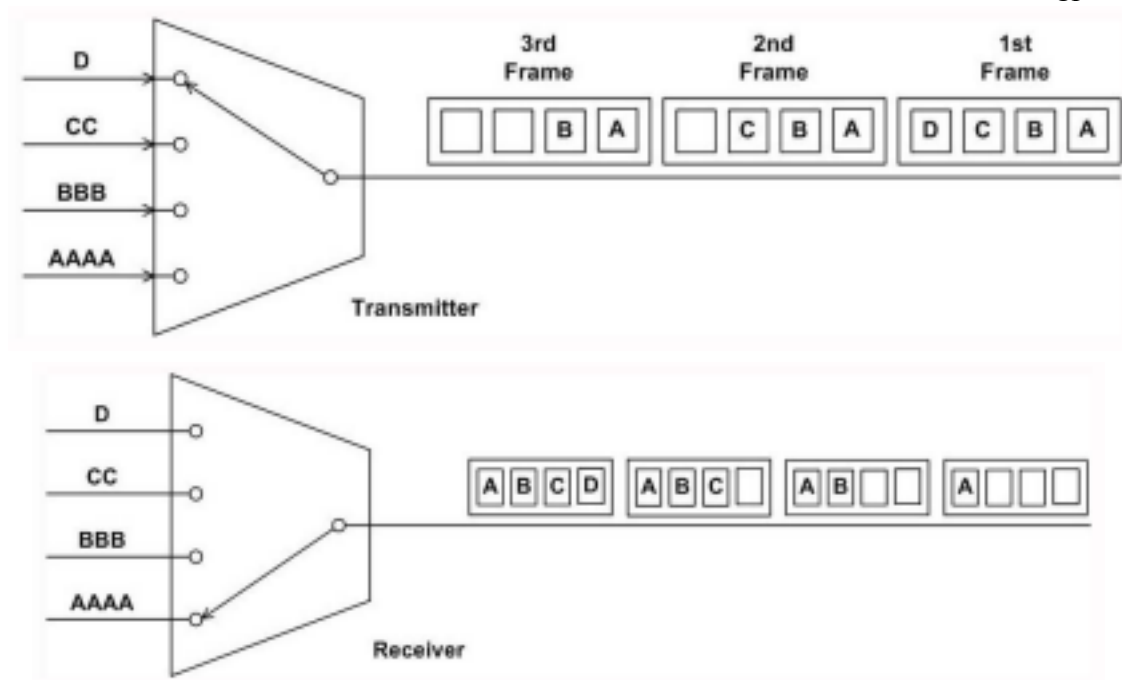 3rd Frame
2nd Frame
1st Frame
D
CC
BBB
AAAA
B A
C B A
D C B A
Transmitter
D
CC
BBB
AAAA
A B C D
A B C
A B
A
Receiver